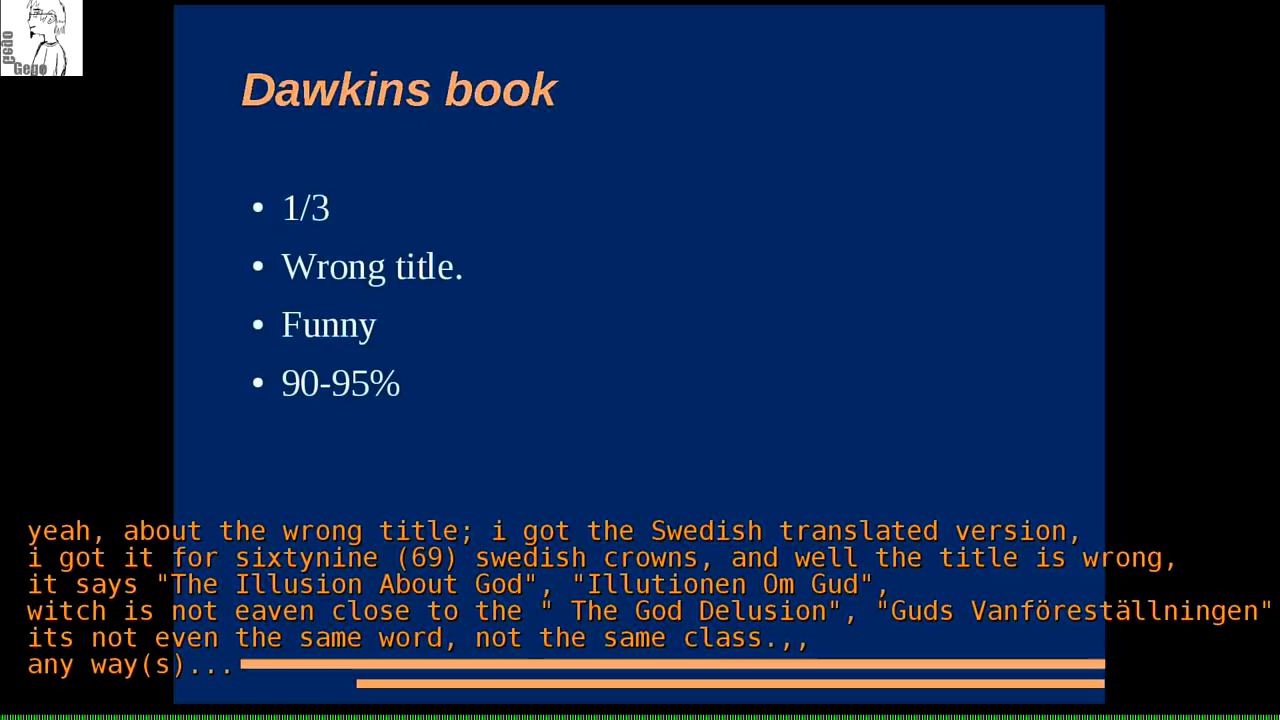 Gego
Gego
Dawkins book
• 1/3
• Wrong title.
• Funny
• 90-95%
yeah, about the wrong title; i got the Swedish translated version,
i got it for sixtynine (69) swedish crowns, and well the title is wrong,
it says "The Illusion About God", "Illutionen Om Gud",
witch is not eaven close to the " The God Delusion", "Guds Vanföreställningen"
its not even the same word, not the same class.,,
any way(s)...